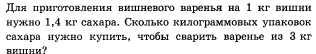 Для приготовления вишневого варенья на 1 кг вишни
нужно 1,4 кг сахара. Сколько килограммовых упаковок
сахара нужно купить, чтобы сварить варенье из 3 кг
вишни?